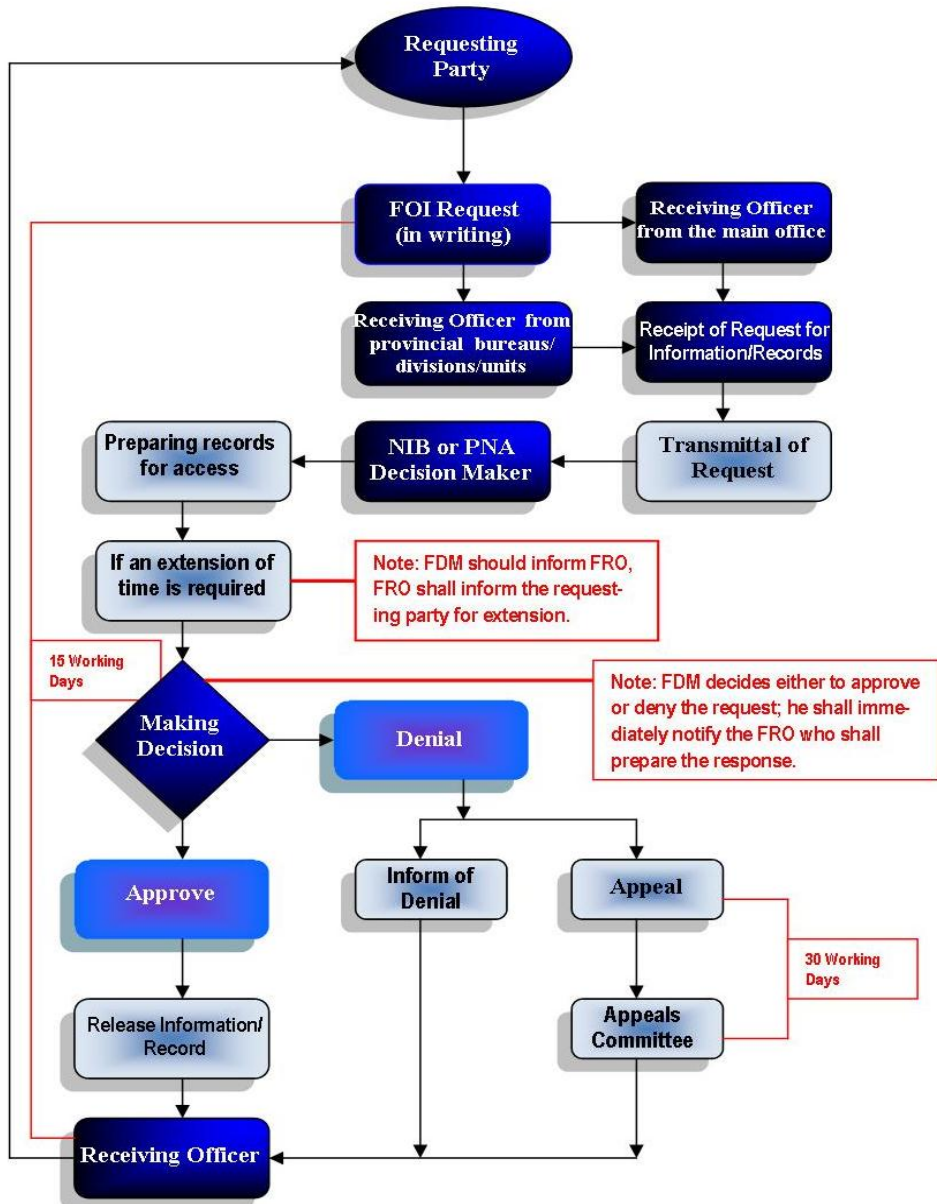 Requesting
Party
FOI Request
(in writing)
Receiving Officer
from the main office
Receiving Officer from
provincial bureaus/
divisions/units
Receipt of Request for
Information/Records
Preparing records
for access
NIB or PNA
Decision Maker
Transmittal of
Request
If an extension of
time is required
Note: FDM should inform FRO,
FRO shall inform the request-
ing party for extension.
15 Working
Days
Making
Decision
Denial
Note: FDM decides either to approve
or deny the request; he shall imme-
diately notify the FRO who shall
prepare the response.
Approve
Inform of
Denial
Appeal
30 Working
Days
Release Information/
Record
Appeals
Committee
Receiving Officer